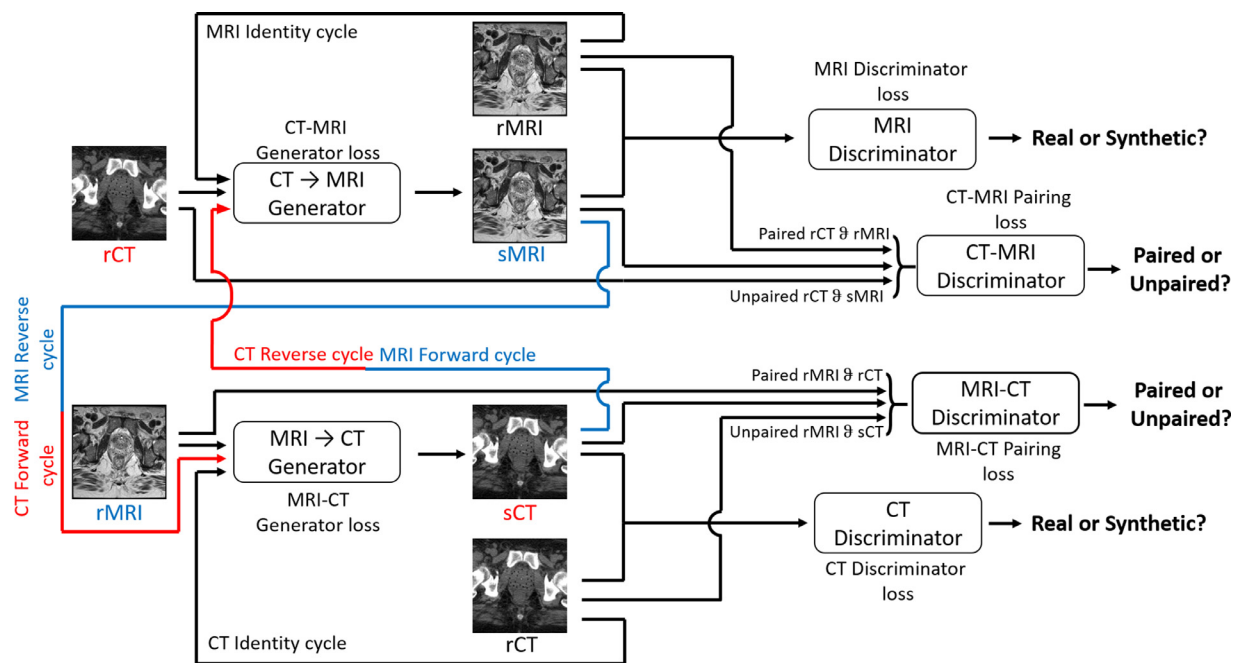 MRI Identity cycle
rMRI
MRI Discriminator
loss
MRI
Discriminator
Real or Synthetic?
CT-MRI
Generator loss
CT → MRI
Generator
rCT
sMRI
CT-MRI Pairing
loss
Paired rCT & rMRI
CT-MRI
Discriminator
Unpaired rCT & sMRI
Paired or
Unpaired?
MRI Reverse
cycle
CT Reverse cycle
MRI Forward cycle
CT Forward
cycle
rMRI
MRI → CT
Generator
MRI-CT
Generator loss
sCT
Paired rMRI & rCT
Unpaired rMRI & sCT
MRI-CT
Discriminator
MRI-CT Pairing
loss
Paired or
Unpaired?
CT
Discriminator
CT Discriminator
loss
Real or Synthetic?
rCT
CT Identity cycle